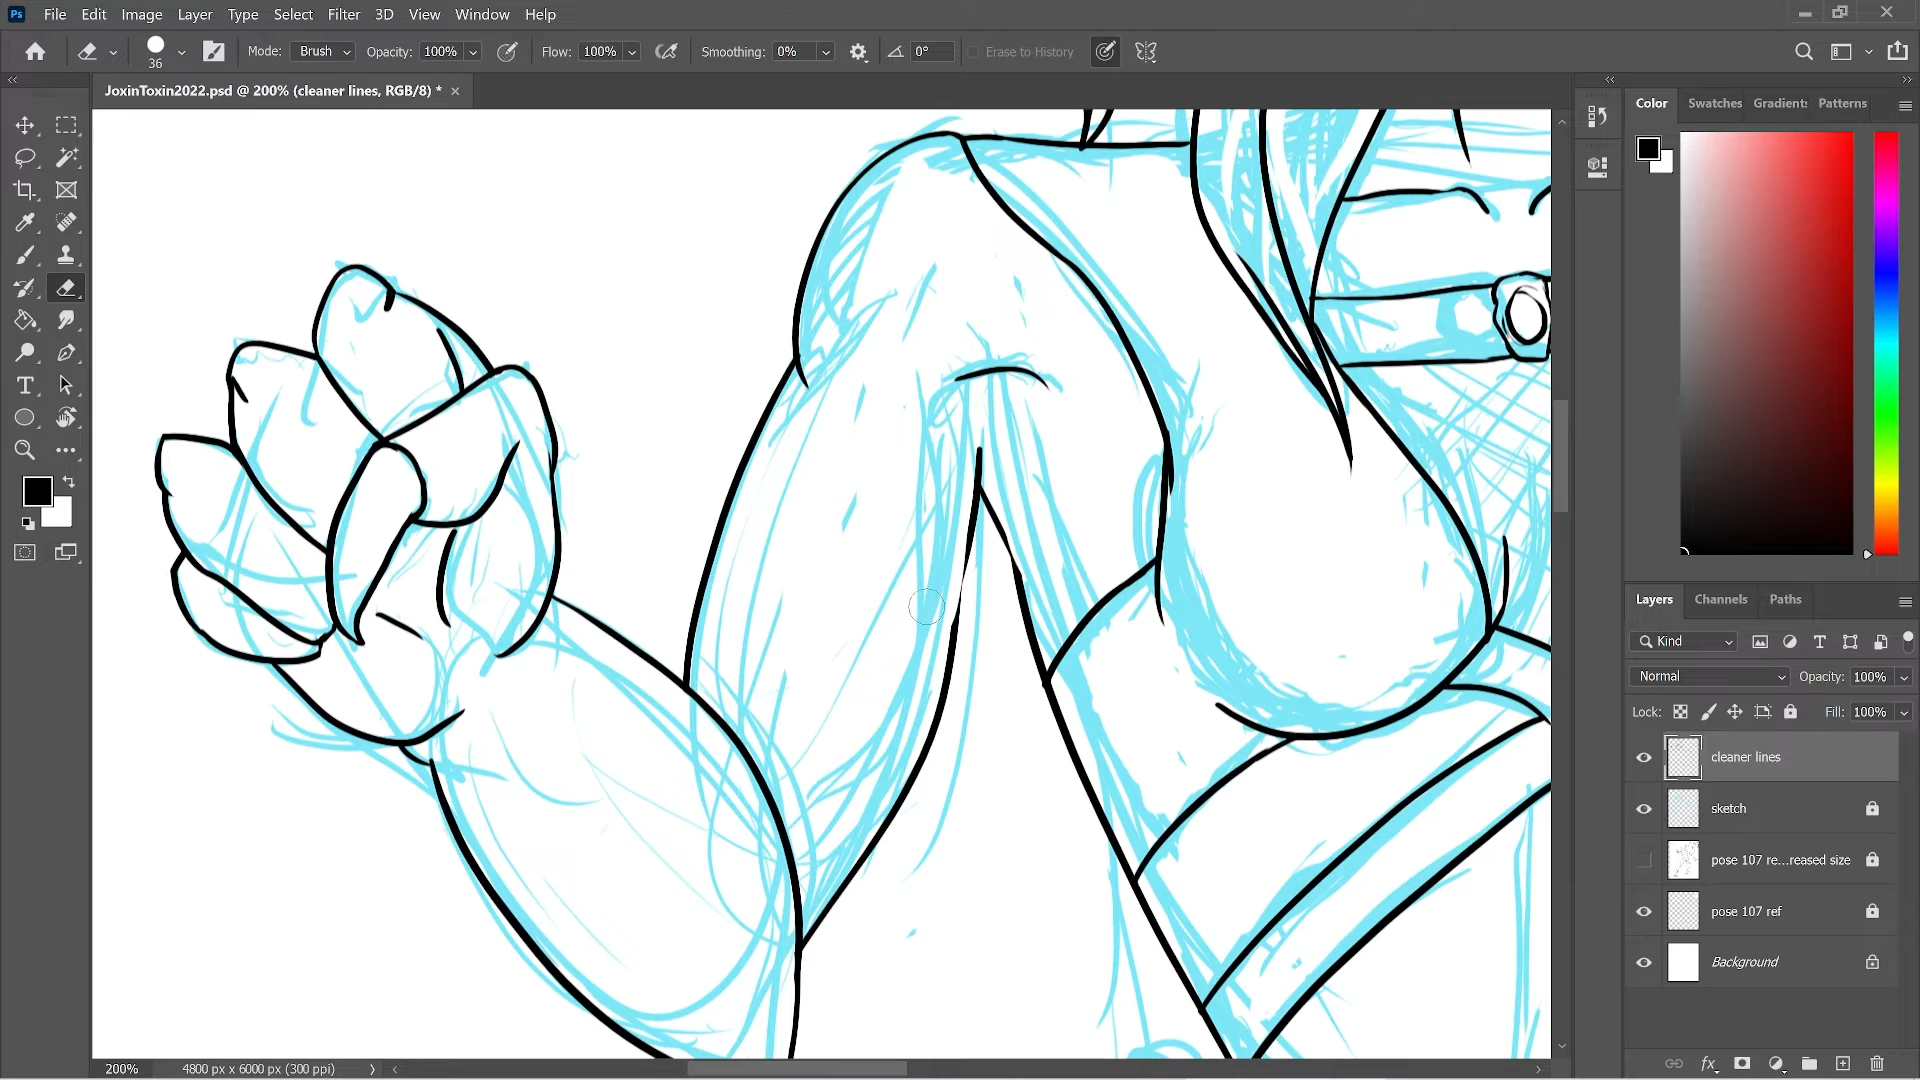 Ps File Edit Image Layer Type Select Filter 3D View Window Help
36 Mode: Brush Opacity: 100% Flow: 100% Smoothing: 0% 0° Erase to History
JoxinToxin2022.psd @ 200% (cleaner lines, RGB/8) * ×
Color Swatches Gradient: Patterns
Layers Channels Paths
Kind
Normal Opacity: 100%
Lock: Fill: 100%
cleaner lines
sketch
pose 107 re...reased size
pose 107 ref
Background
200% 4800 px x 6000 px (300 ppi)